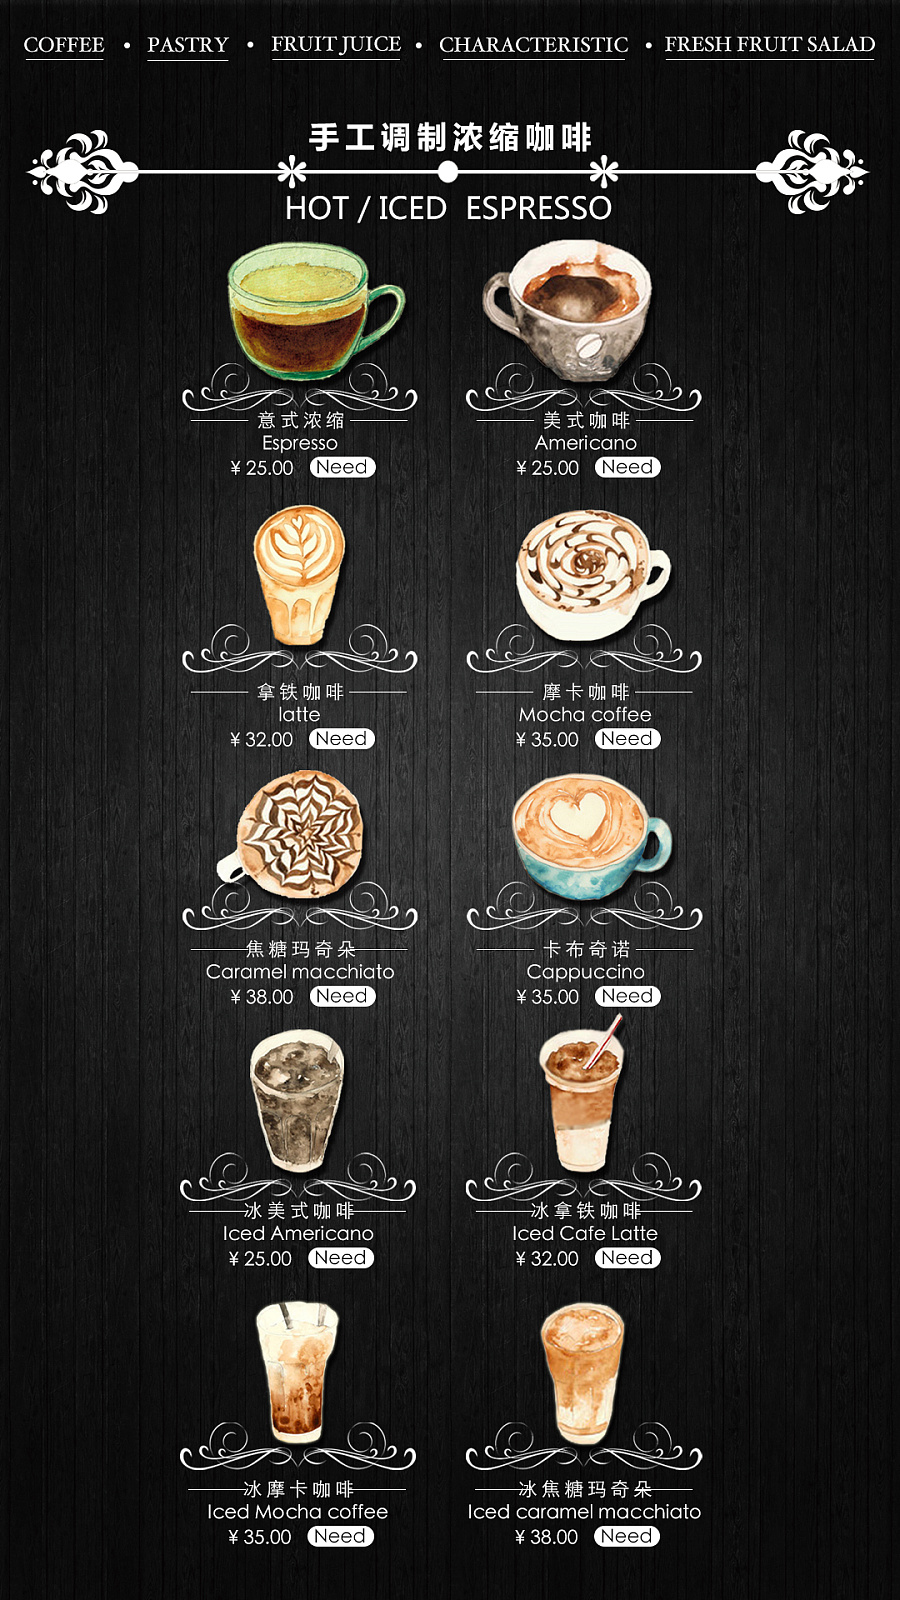 COFFEE • PASTRY • FRUIT JUICE • CHARACTERISTIC • FRESH FRUIT SALAD
手工调制浓缩咖啡
HOT / ICED ESPRESSO
意式浓缩
Espresso
¥ 25.00 Need
美式咖啡
Americano
¥ 25.00 Need
拿铁咖啡
latte
¥ 32.00 Need
摩卡咖啡
Mocha coffee
¥ 35.00 Need
焦糖玛奇朵
Caramel macchiato
¥ 38.00 Need
卡布奇诺
Cappuccino
¥ 35.00 Need
冰美式咖啡
Iced Americano
¥ 25.00 Need
冰拿铁咖啡
Iced Cafe Latte
¥ 32.00 Need
冰摩卡咖啡
Iced Mocha coffee
¥ 35.00 Need
冰焦糖玛奇朵
Iced caramel macchiato
¥ 38.00 Need